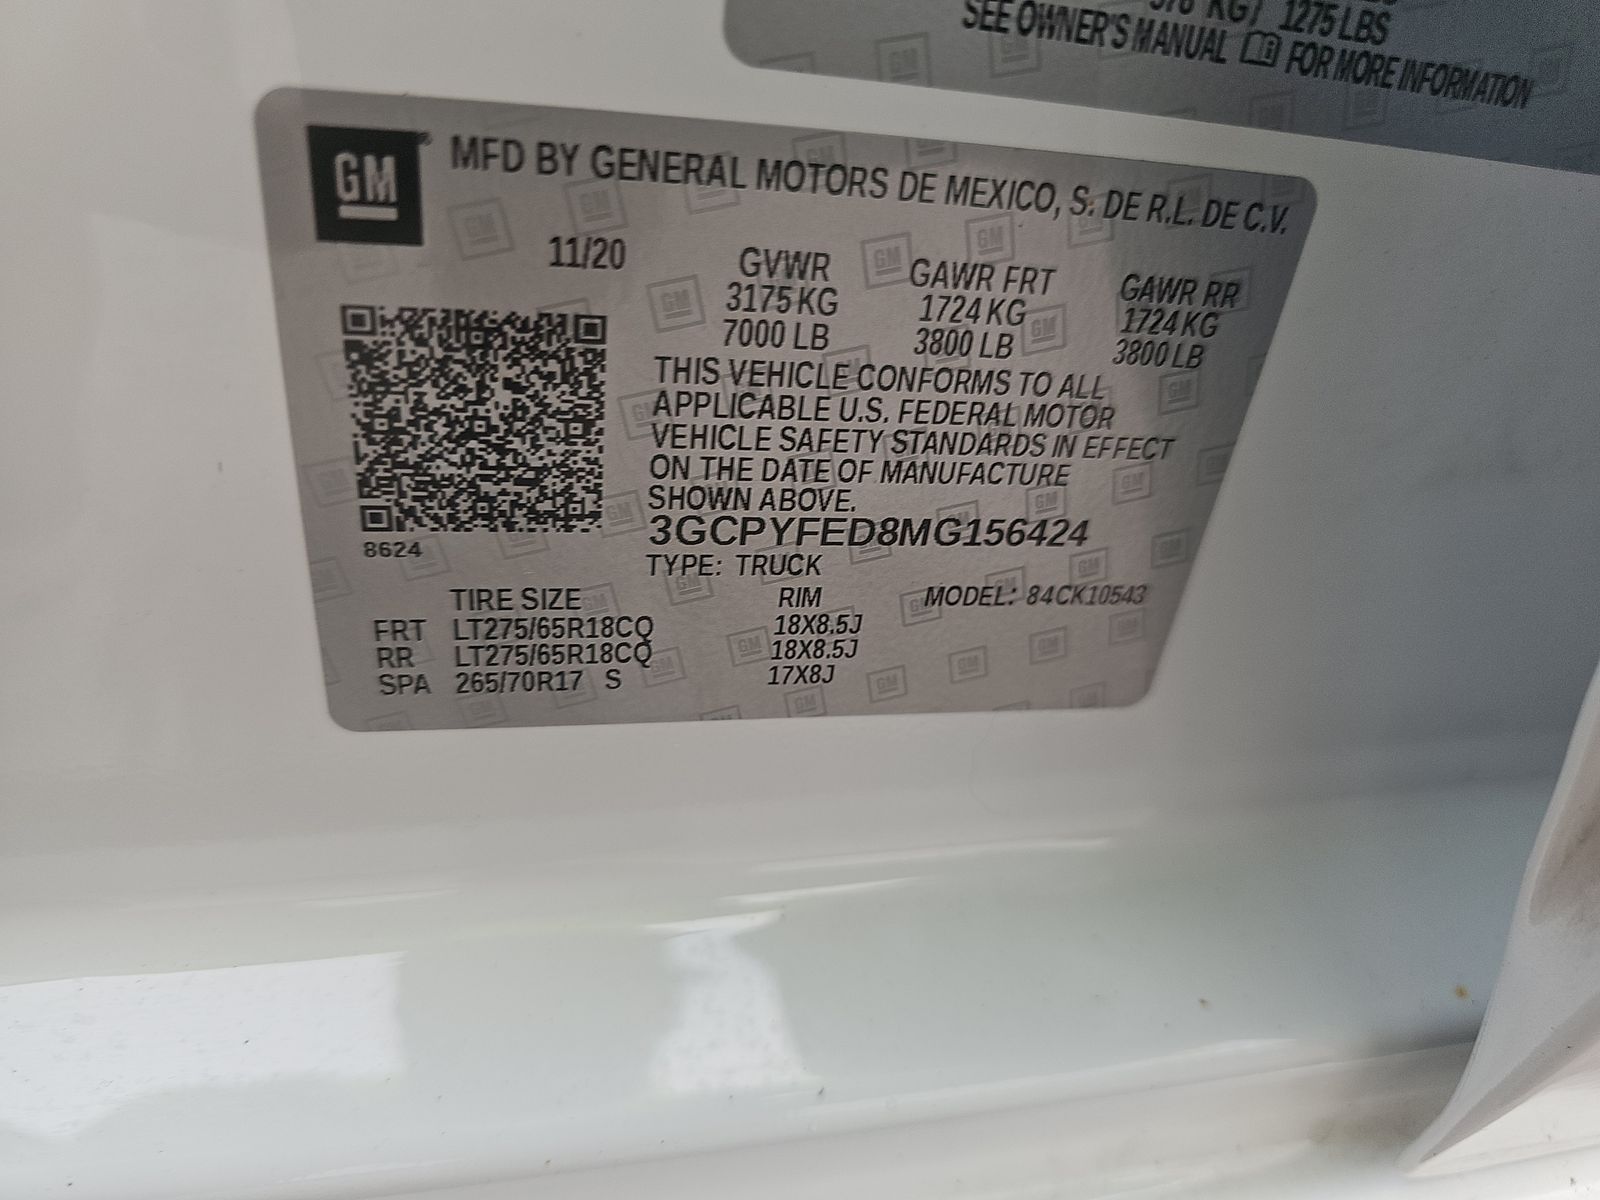 1275 LBS
SEE OWNER'S MANUAL FOR MORE INFORMATION
GM
MFD BY GENERAL MOTORS DE MEXICO, S. DE R.L. DE C.V.
11/20
GVWR GAWR FRT GAWR RR
3175 KG 1724 KG 1724 KG
7000 LB 3800 LB 3800 LB
THIS VEHICLE CONFORMS TO ALL
APPLICABLE U.S. FEDERAL MOTOR
VEHICLE SAFETY STANDARDS IN EFFECT
ON THE DATE OF MANUFACTURE
SHOWN ABOVE.
3GCPYFED8MG156424
8624
TYPE: TRUCK
TIRE SIZE RIM MODEL: 84CK10543
FRT LT275/65R18CQ 18X8.5J
RR LT275/65R18CQ 18X8.5J
SPA 265/70R17 S 17X8J